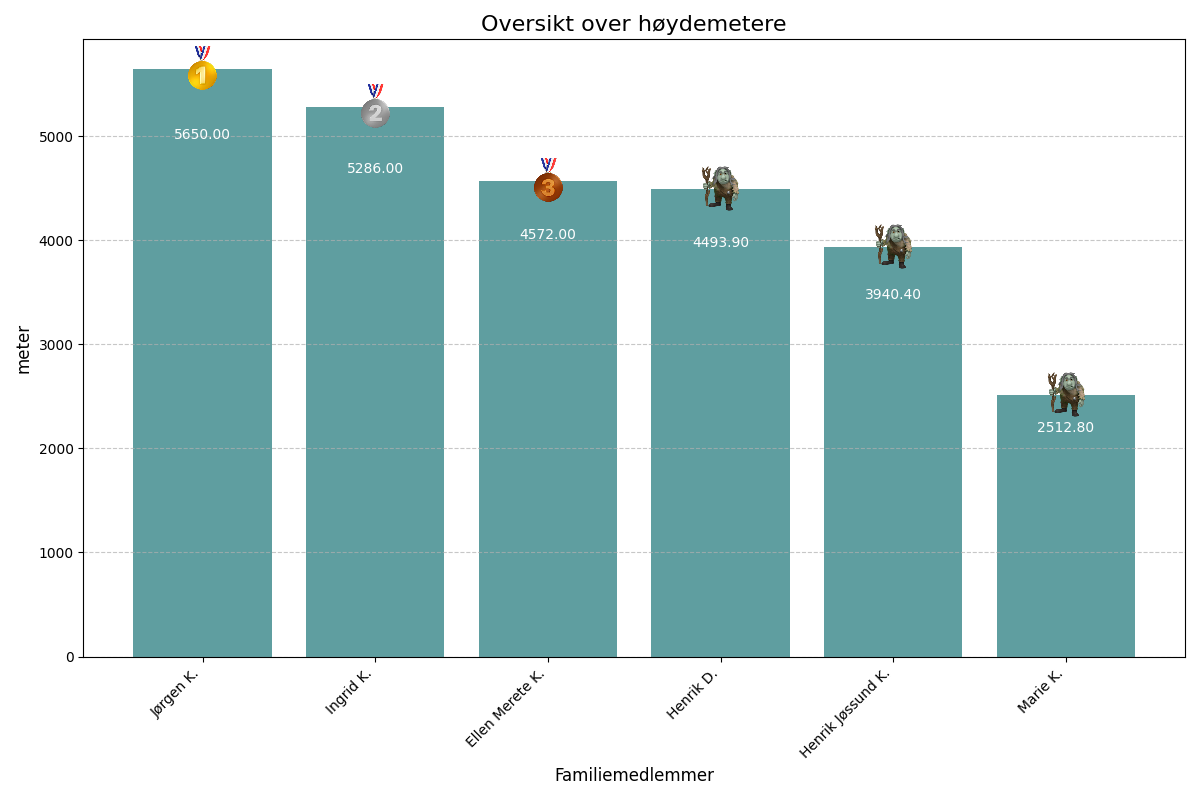 Oversikt over høydemetere
meter
5000
4000
3000
2000
1000
0
1
2
3
5650.00
5286.00
4572.00
4493.90
3940.40
2512.80
Jørgen K.
Ingrid K.
Ellen Merete K.
Henrik D.
Henrik Jøssund K.
Marie K.
Familiemedlemmer